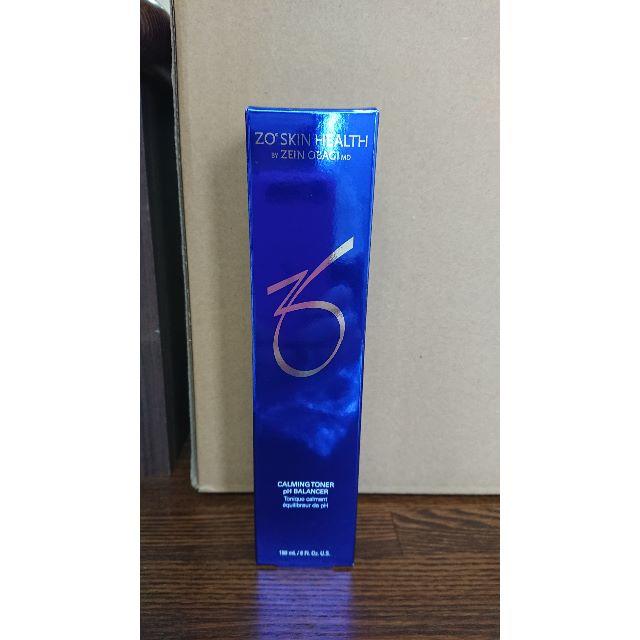 ZO® SKIN HEALTH
BY ZEIN OBAGI MD
ZO
CALMING TONER
pH BALANCER
Tonique calmant
équilibreur de pH
180 mL / 6 Fl. Oz. U.S.